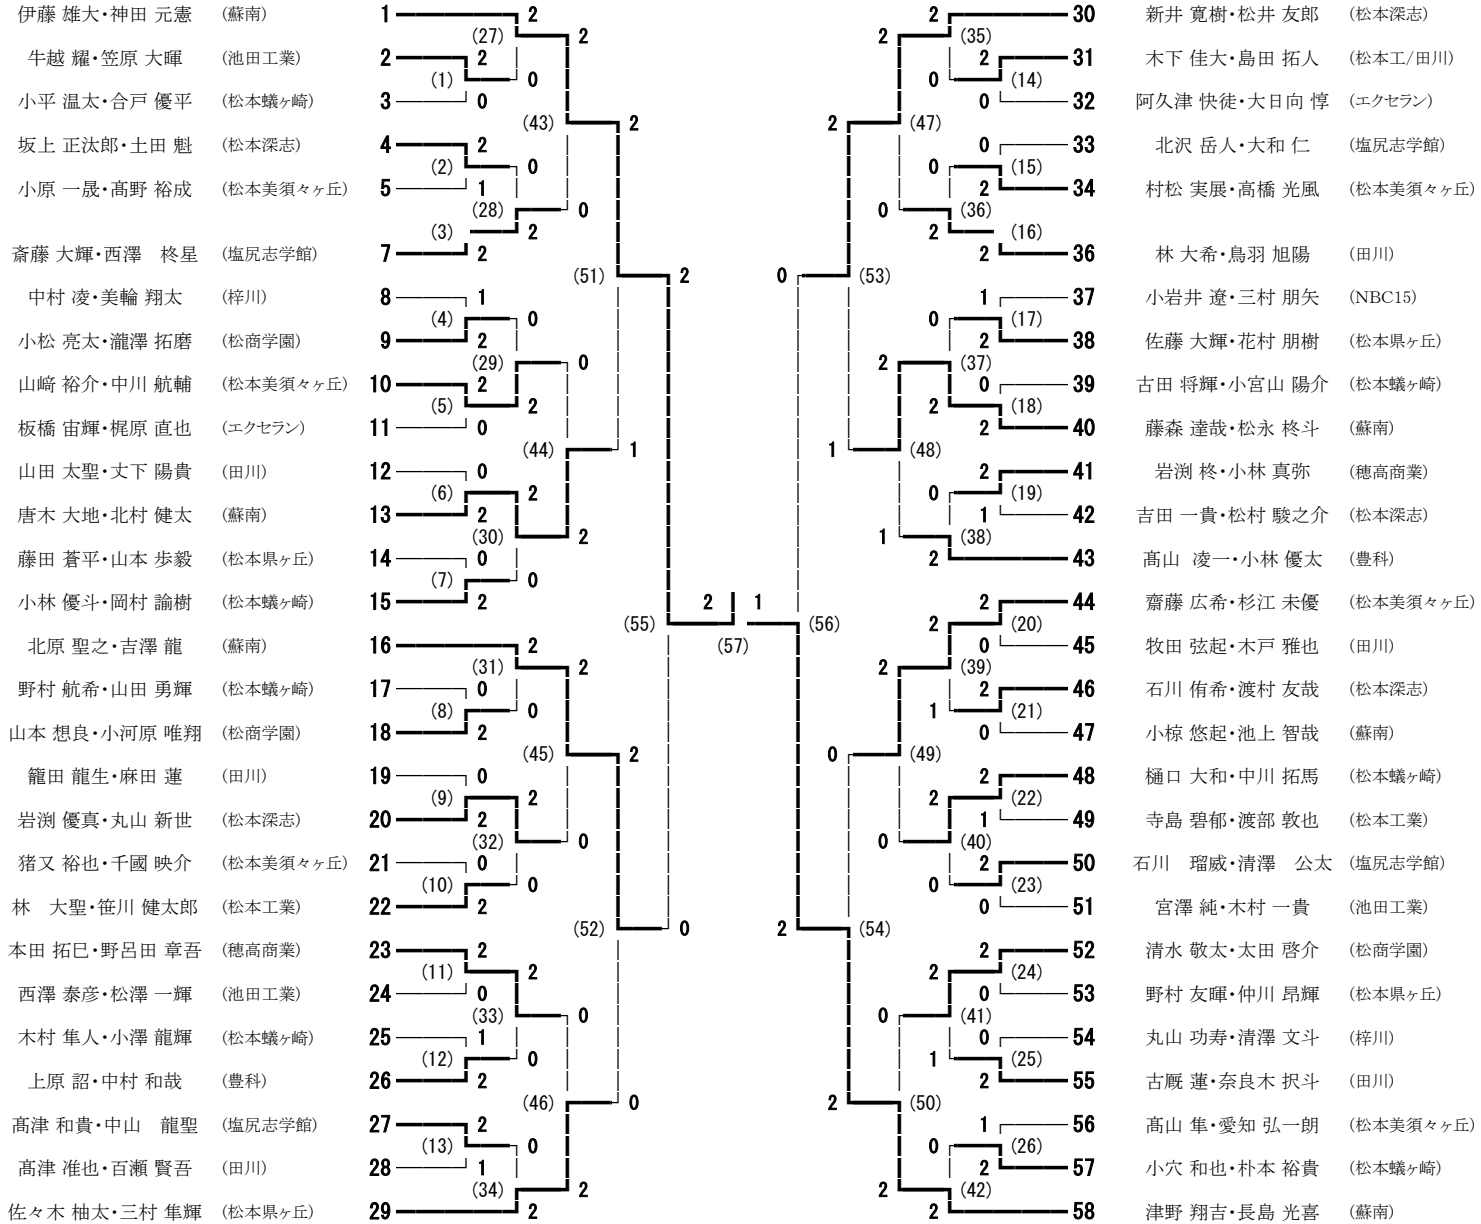 伊藤 雄大・神田 元憲 (蘇南) 1 2 2 30 新井 寛樹・松井 友郎 (松本深志)
(27) 2 2 (35)
牛越 耀・笠原 大暉 (池田工業) 2 2 2 31 木下 佳大・島田 拓人 (松本工/田川)
(1) 0 0 (14)
小平 温太・合戸 優平 (松本蟻ヶ崎) 3 0 0 32 阿久津 快徒・大日向 惇 (エクセラン)
(43) 2 2 (47)
坂上 正汰郎・土田 魁 (松本深志) 4 2 0 33 北沢 岳人・大和 仁 (塩尻志学館)
(2) 0 0 (15)
小原 一晟・髙野 裕成 (松本美須々ヶ丘) 5 1 2 34 村松 実展・高橋 光風 (松本美須々ヶ丘)
(28) 0 0 (36)
(3) 2 2 (16)
斎藤 大輝・西澤 柊星 (塩尻志学館) 7 2 2 36 林 大希・鳥羽 旭陽 (田川)
(51) 2 0 (53)
中村 凌・美輪 翔太 (梓川) 8 1 1 37 小岩井 遼・三村 朋矢 (NBC15)
(4) 0 0 (17)
小松 亮太・瀧澤 拓磨 (松商学園) 9 2 2 38 佐藤 大輝・花村 朋樹 (松本県ヶ丘)
(29) 0 2 (37)
山﨑 裕介・中川 航輔 (松本美須々ヶ丘) 10 2 0 39 古田 将輝・小宮山 陽介 (松本蟻ヶ崎)
(5) 2 2 (18)
板橋 宙輝・梶原 直也 (エクセラン) 11 0 2 40 藤森 達哉・松永 柊斗 (蘇南)
(44) 1 1 (48)
山田 太聖・丈下 陽貴 (田川) 12 0 2 41 岩渕 柊・小林 真弥 (穂高商業)
(6) 2 0 (19)
唐木 大地・北村 健太 (蘇南) 13 2 1 42 吉田 一貴・松村 駿之介 (松本深志)
(30) 2 1 (38)
藤田 蒼平・山本 歩毅 (松本県ヶ丘) 14 0 2 43 髙山 凌一・小林 優太 (豊科)
(7) 0
小林 優斗・岡村 諭樹 (松本蟻ヶ崎) 15 2 2 1 2 44 齋藤 広希・杉江 未優 (松本美須々ヶ丘)
(55) (56) 2 (20)
北原 聖之・吉澤 龍 (蘇南) 16 2 (57) 0 45 牧田 弦起・木戸 雅也 (田川)
(31) 2 2 (39)
野村 航希・山田 勇輝 (松本蟻ヶ崎) 17 0 2 46 石川 侑希・渡村 友哉 (松本深志)
(8) 0 1 (21)
山本 想良・小河原 唯翔 (松商学園) 18 2 0 47 小椋 悠起・池上 智哉 (蘇南)
(45) 2 0 (49)
籠田 龍生・麻田 蓮 (田川) 19 0 2 48 樋口 大和・中川 拓馬 (松本蟻ヶ崎)
(9) 2 2 (22)
岩渕 優真・丸山 新世 (松本深志) 20 2 1 49 寺島 碧郁・渡部 敦也 (松本工業)
(32) 0 0 (40)
猪又 裕也・千國 映介 (松本美須々ヶ丘) 21 0 2 50 石川 瑠威・清澤 公太 (塩尻志学館)
(10) 0 0 (23)
林 大聖・笹川 健太郎 (松本工業) 22 2 0 51 宮澤 純・木村 一貴 (池田工業)
(52) 0 2 (54)
本田 拓巳・野呂田 章吾 (穂高商業) 23 2 2 52 清水 敬太・太田 啓介 (松商学園)
(11) 2 2 (24)
西澤 泰彦・松澤 一輝 (池田工業) 24 0 0 53 野村 友暉・仲川 昂輝 (松本県ヶ丘)
(33) 0 0 (41)
木村 隼人・小澤 龍輝 (松本蟻ヶ崎) 25 1 0 54 丸山 功寿・清澤 文斗 (梓川)
(12) 0 1 (25)
上原 詔・中村 和哉 (豊科) 26 2 2 55 古厩 蓮・奈良木 択斗 (田川)
(46) 0 2 (50)
髙津 和貴・中山 龍聖 (塩尻志学館) 27 2 1 56 髙山 隼・愛知 弘一朗 (松本美須々ヶ丘)
(13) 0 0 (26)
髙津 准也・百瀬 賢吾 (田川) 28 1 2 57 小穴 和也・朴本 裕貴 (松本蟻ヶ崎)
(34) 2 2 (42)
佐々木 柚太・三村 隼輝 (松本県ヶ丘) 29 2 2 58 津野 翔吉・長島 光喜 (蘇南)